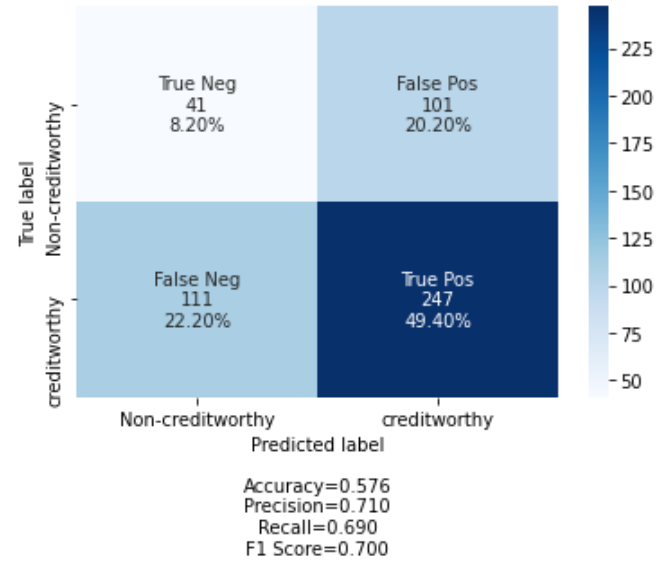 True Neg
41
8.20%
False Pos
101
20.20%
False Neg
111
22.20%
True Pos
247
49.40%
True label
Non-creditworthy
creditworthy
Non-creditworthy
creditworthy
Predicted label
225
200
175
150
125
100
75
50
Accuracy=0.576
Precision=0.710
Recall=0.690
F1 Score=0.700